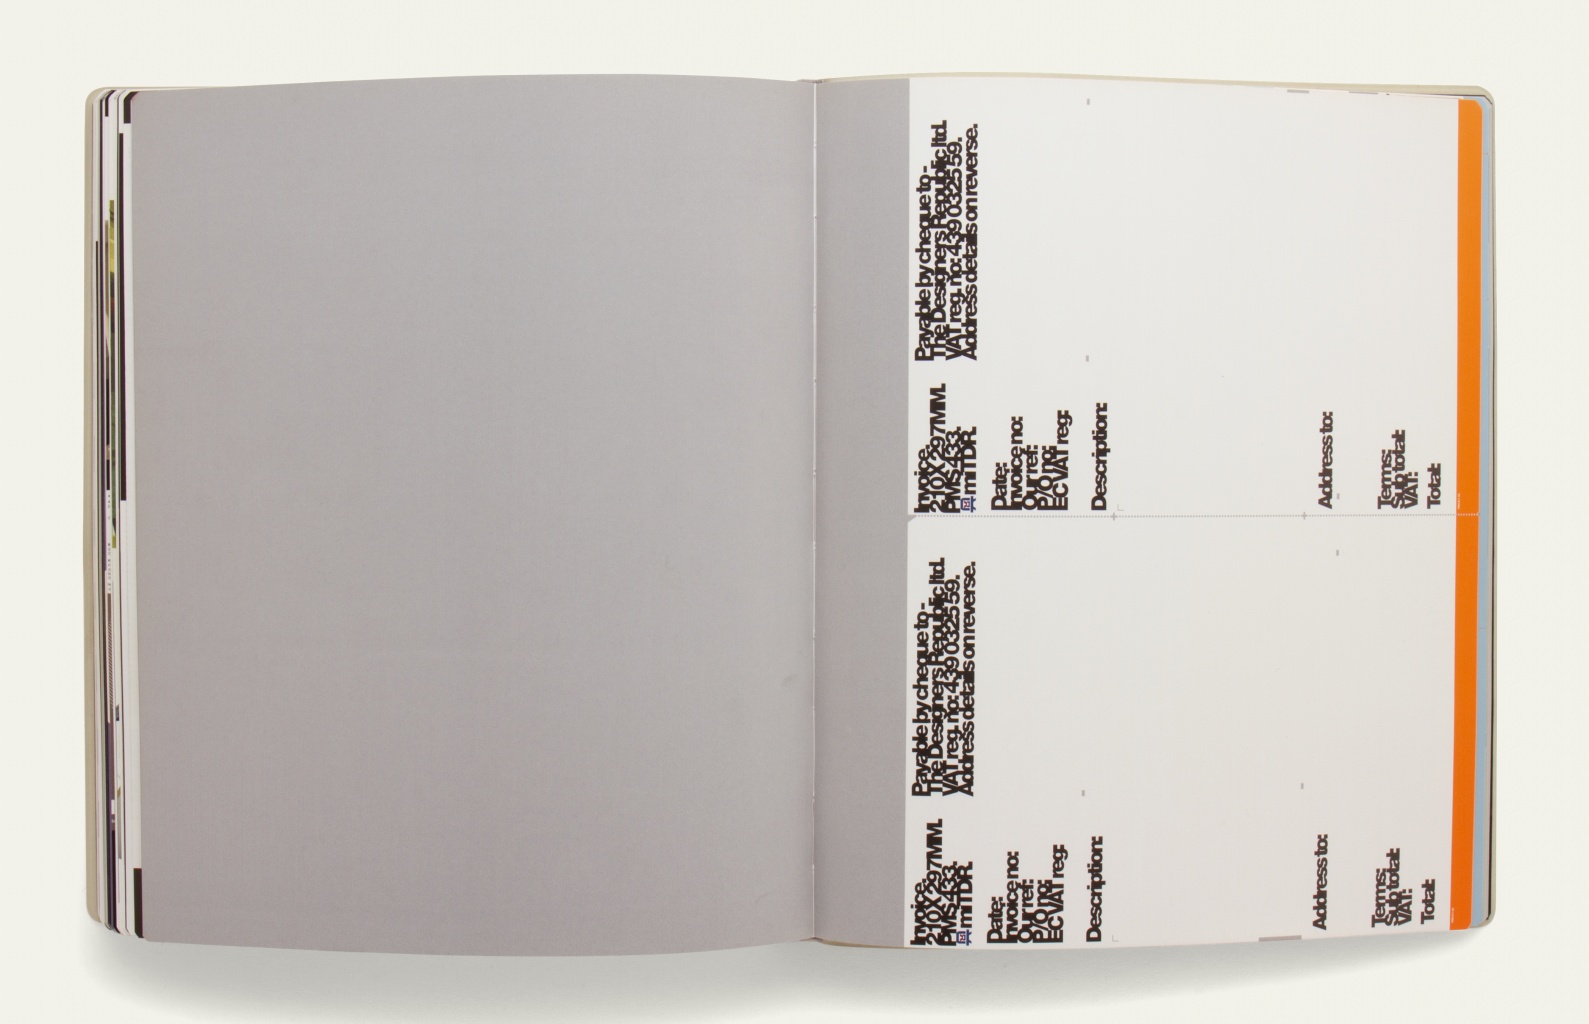 Payable by cheque to -
The Designers Republic ltd.
VAT reg. no: 439 0325 59.
Address details on reverse.
Invoice.
210X297MM.
PMS 433.
mnTDR.
Date:
Invoice no:
Our ref:
P/O no:
EC VAT reg:
Description:
Address to:
Terms:
Sub total:
VAT:
Total:
Payable by cheque to -
The Designers Republic ltd.
VAT reg. no: 439 0325 59.
Address details on reverse.
Invoice.
210X297MM.
PMS 433.
mnTDR.
Date:
Invoice no:
Our ref:
P/O no:
EC VAT reg:
Description:
Address to:
Terms:
Sub total:
VAT:
Total: